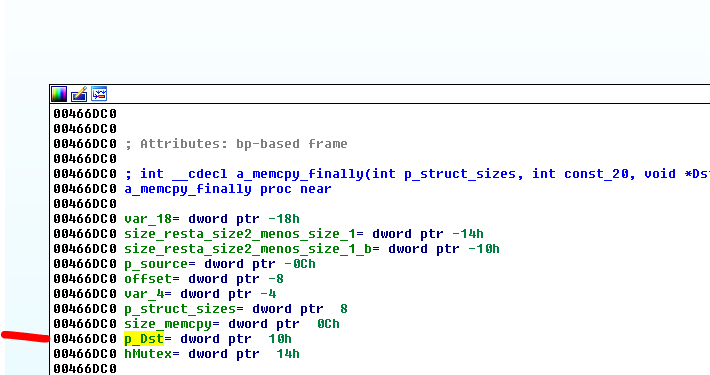 00466DC0
00466DC0
00466DC0 ; Attributes: bp-based frame
00466DC0
00466DC0 ; int __cdecl a_memcpy_finally(int p_struct_sizes, int const_20, void *Dst
00466DC0 a_memcpy_finally proc near
00466DC0
00466DC0 var_18= dword ptr -18h
00466DC0 size_resta_size2_menos_size_1= dword ptr -14h
00466DC0 size_resta_size2_menos_size_1_b= dword ptr -10h
00466DC0 p_source= dword ptr -0Ch
00466DC0 offset= dword ptr -8
00466DC0 var_4= dword ptr -4
00466DC0 p_struct_sizes= dword ptr  8
00466DC0 size_memcpy= dword ptr  0Ch
00466DC0 p_Dst= dword ptr  10h
00466DC0 hMutex= dword ptr  14h
00466DC0